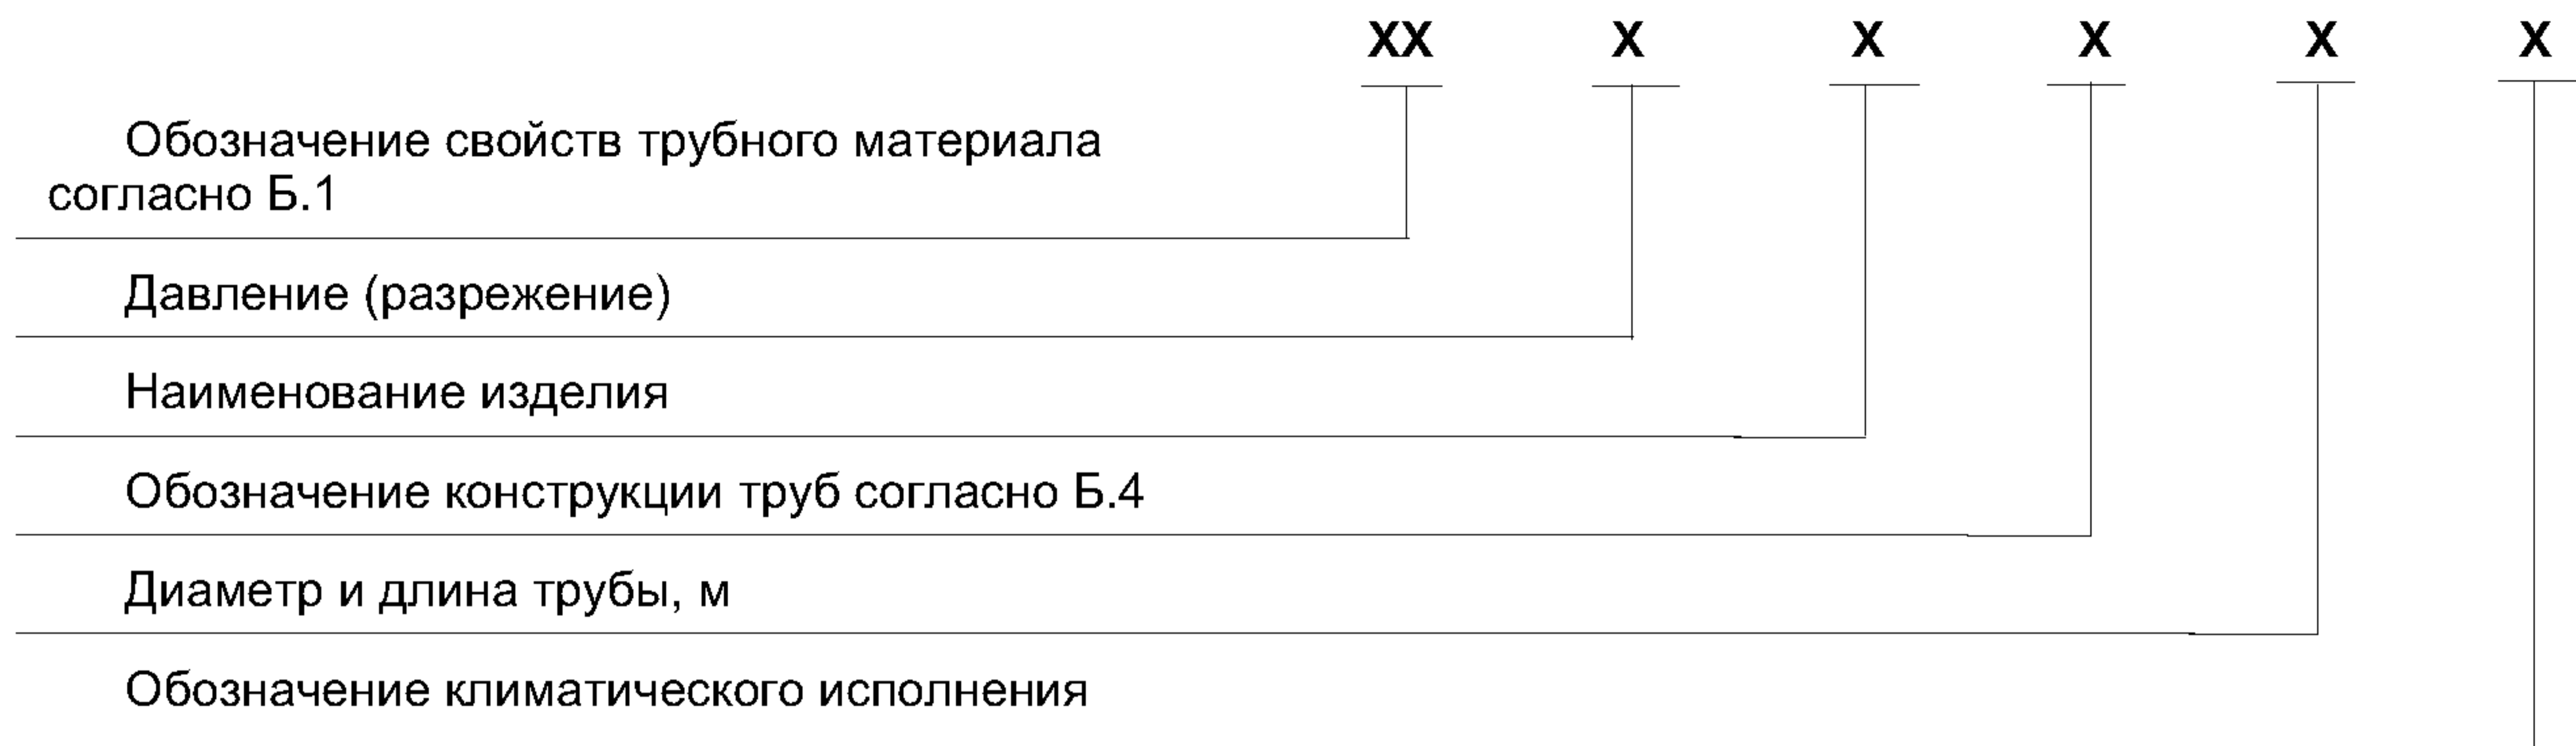 XX X X X X X
Обозначение свойств трубного материала
согласно Б.1
Давление (разрежение)
Наименование изделия
Обозначение конструкции труб согласно Б.4
Диаметр и длина трубы, м
Обозначение климатического исполнения